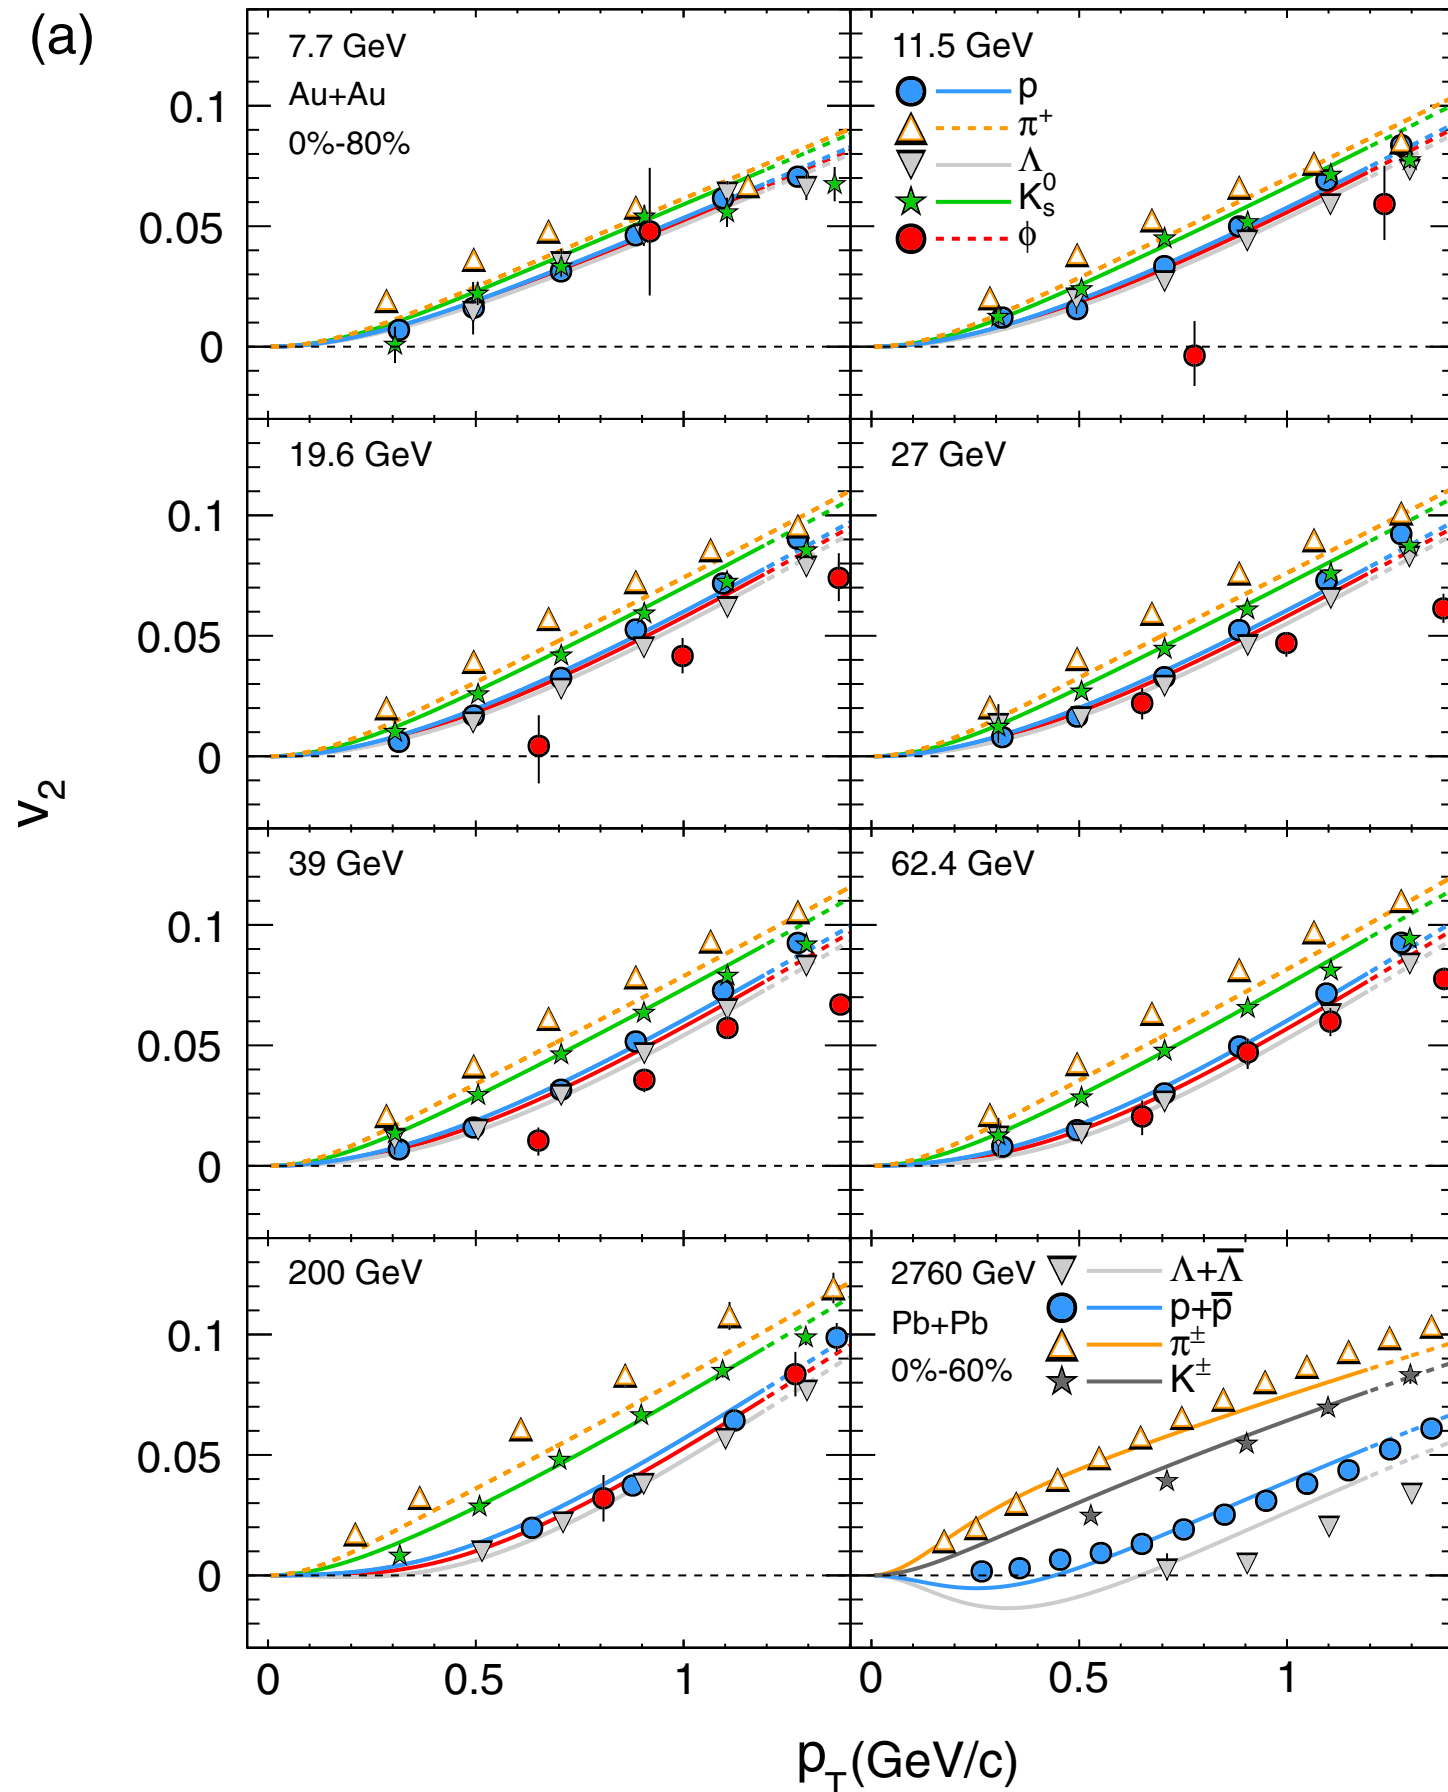 (a)
7.7 GeV
Au+Au
0%-80%
11.5 GeV
p
π+
Λ
K0s
ϕ
0.1
0.05
0
19.6 GeV
27 GeV
0.1
0.05
0
v2
39 GeV
62.4 GeV
0.1
0.05
0
200 GeV
2760 GeV
Pb+Pb
0%-60%
Λ+Λ̅
p+p̅
π±
K±
0.1
0.05
0
0 0.5 1 0 0.5 1
pT(GeV/c)